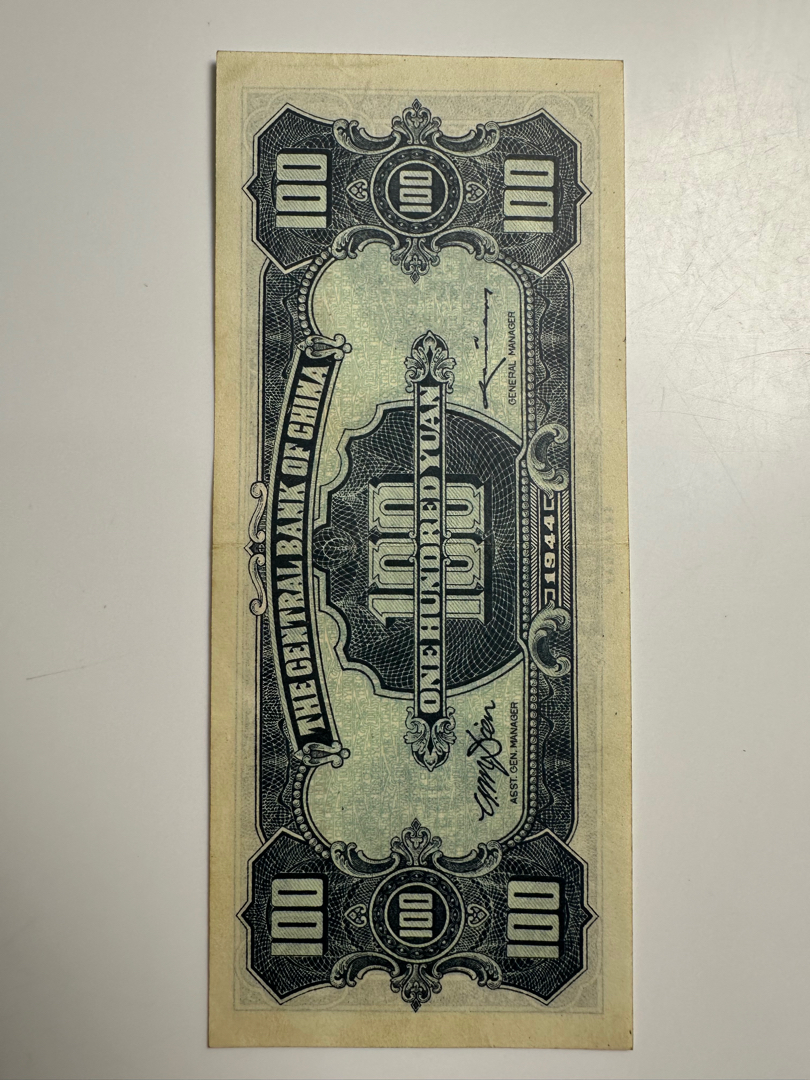 100 100
100 100
THE CENTRAL BANK OF CHINA
100
ONE HUNDRED YUAN
ASST. GEN. MANAGER GENERAL MANAGER
100 100
1944